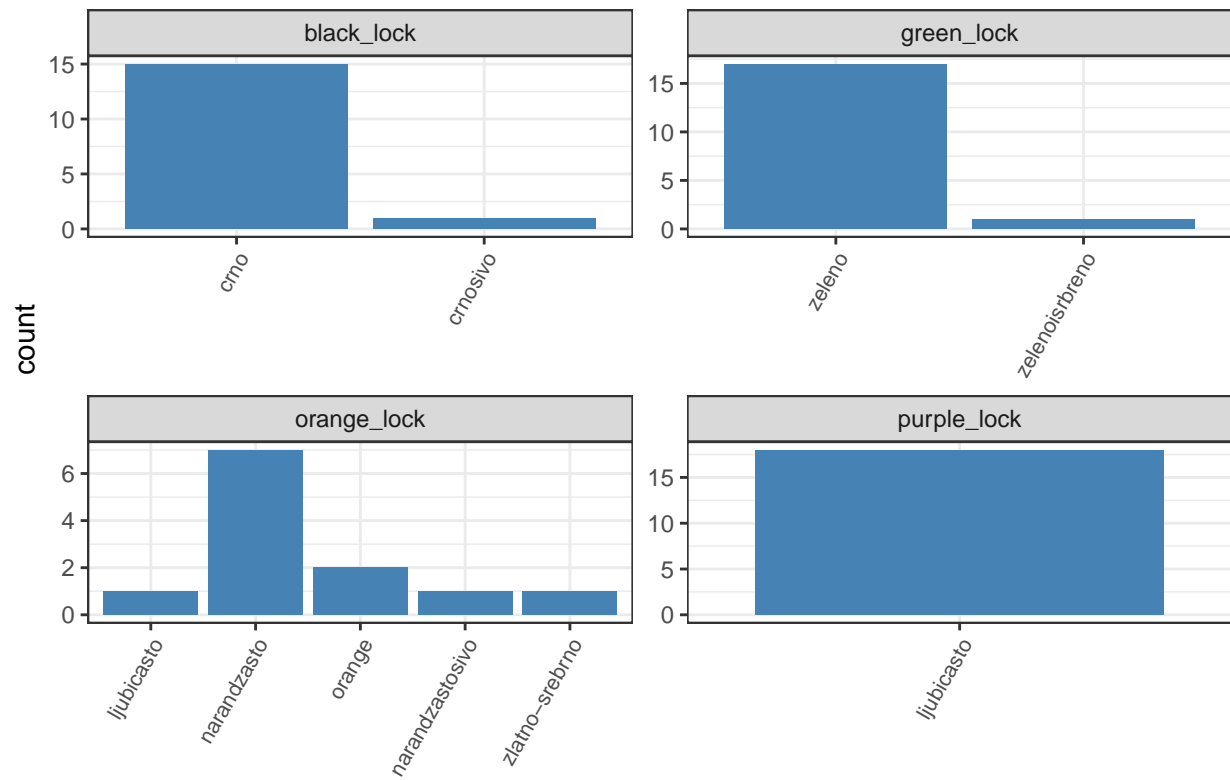 black_lock
green_lock
15
10
5
0
15
10
5
0
crno
crnosivo
zeleno
zelenoisrbreno
count
orange_lock
purple_lock
6
4
2
0
15
10
5
0
ljubicasto
narandzasto
orange
narandzastosivo
zlatno−srebrno
ljubicasto